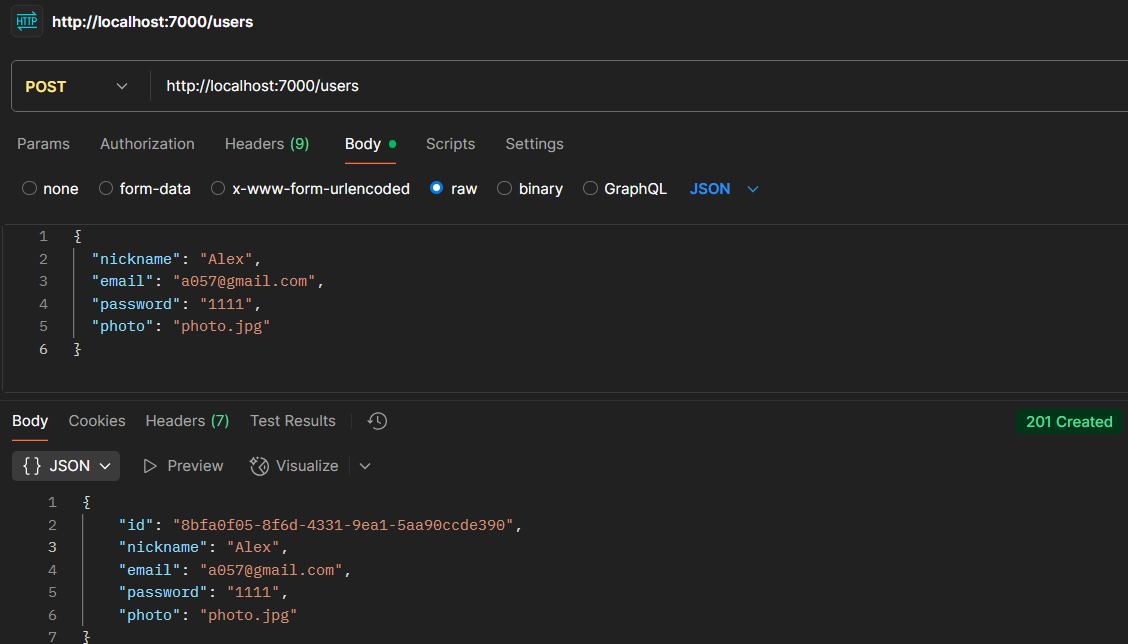 HTTP http://localhost:7000/users
POST http://localhost:7000/users
Params Authorization Headers (9) Body Scripts Settings
none form-data x-www-form-urlencoded raw binary GraphQL JSON
1 {
2 "nickname": "Alex",
3 "email": "a057@gmail.com",
4 "password": "1111",
5 "photo": "photo.jpg"
6 }
Body Cookies Headers (7) Test Results 201 Created
{} JSON Preview Visualize
1 {
2 "id": "8bfa0f05-8f6d-4331-9ea1-5aa90ccde390",
3 "nickname": "Alex",
4 "email": "a057@gmail.com",
5 "password": "1111",
6 "photo": "photo.jpg"
7 }